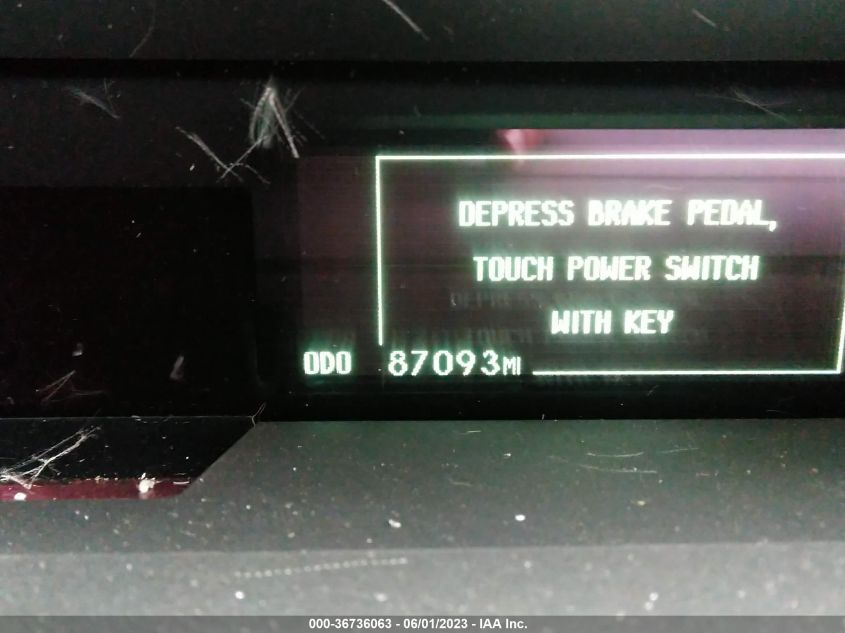 DEPRESS BRAKE PEDAL,
TOUCH POWER SWITCH
WITH KEY
ODO 87093MI
000-36736063 - 06/01/2023 - IAA Inc.